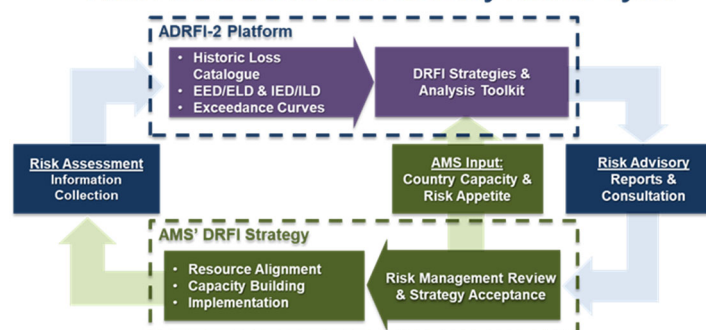 ADRFI-2 Platform
• Historic Loss
Catalogue
• EED/ELD & IED/ILD
• Exceedance Curves
DRFI Strategies &
Analysis Toolkit
Risk Assessment
Information
Collection
AMS Input:
Country Capacity &
Risk Appetite
Risk Advisory
Reports &
Consultation
AMS' DRFI Strategy
• Resource Alignment
• Capacity Building
• Implementation
Risk Management Review
& Strategy Acceptance